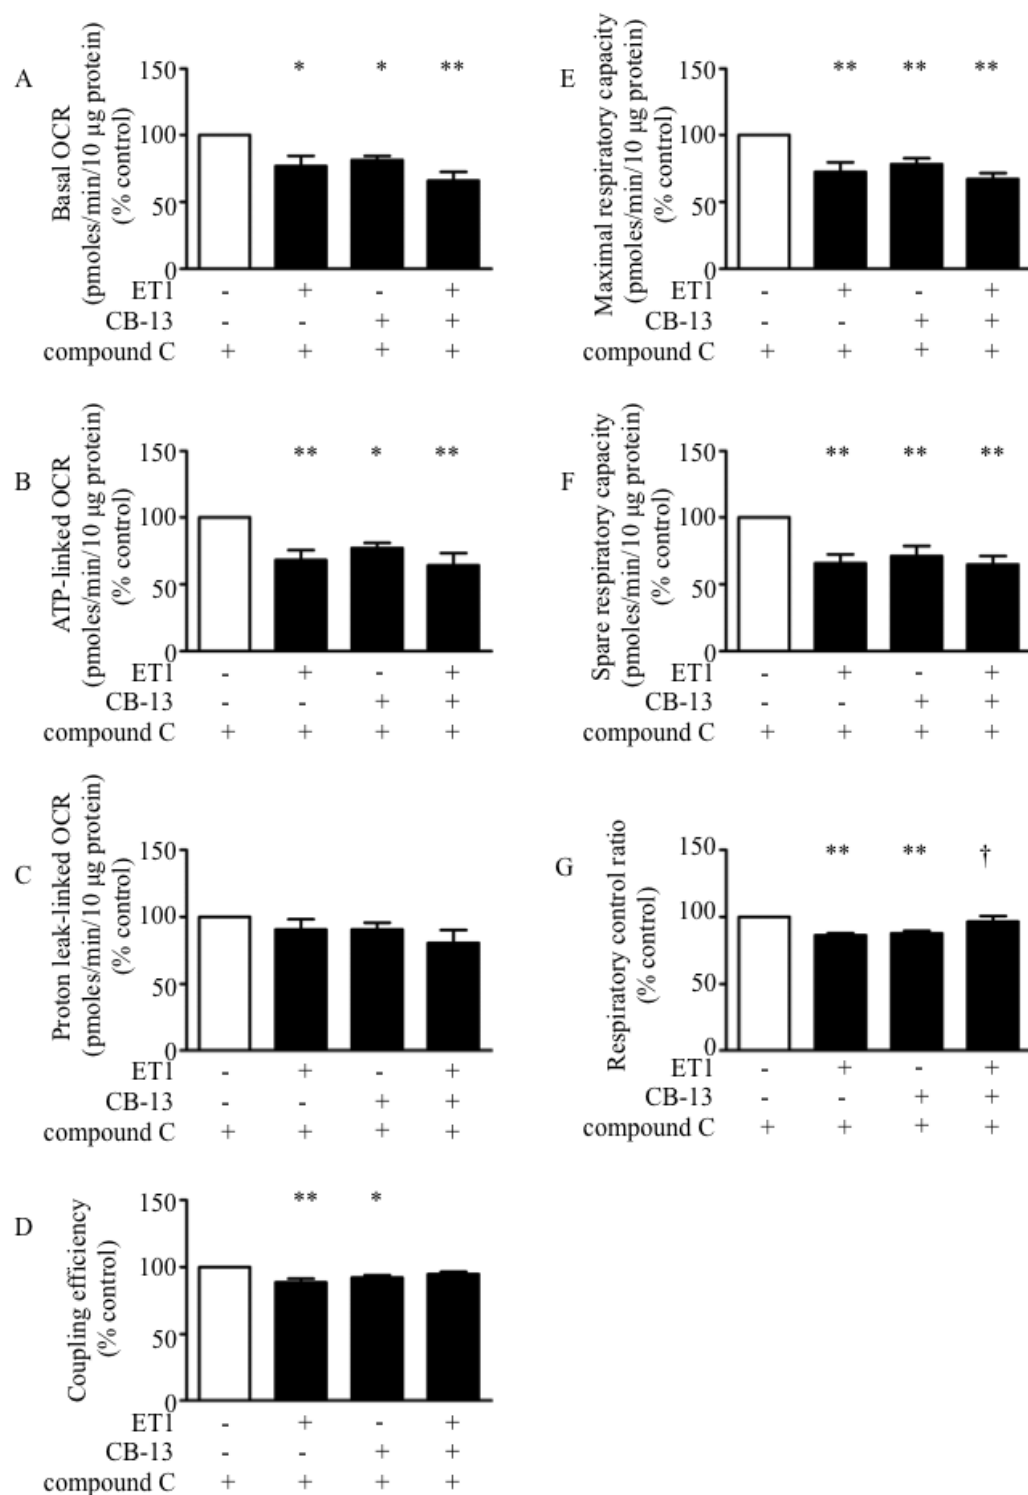 A
Basal OCR
(pmoles/min/10 µg protein)
(% control)
150
100
50
0
* * **
ET1 - + - +
CB-13 - - + +
compound C + + + +
B
ATP-linked OCR
(pmoles/min/10 µg protein)
(% control)
150
100
50
0
** * **
ET1 - + - +
CB-13 - - + +
compound C + + + +
C
Proton leak-linked OCR
(pmoles/min/10 µg protein)
(% control)
150
100
50
0
ET1 - + - +
CB-13 - - + +
compound C + + + +
D
Coupling efficiency
(% control)
150
100
50
0
** *
ET1 - + - +
CB-13 - - + +
compound C + + + +
E
Maximal respiratory capacity
(pmoles/min/10 µg protein)
(% control)
150
100
50
0
** ** **
ET1 - + - +
CB-13 - - + +
compound C + + + +
F
Spare respiratory capacity
(pmoles/min/10 µg protein)
(% control)
150
100
50
0
** ** **
ET1 - + - +
CB-13 - - + +
compound C + + + +
G
Respiratory control ratio
(% control)
150
100
50
0
** ** †
ET1 - + - +
CB-13 - - + +
compound C + + + +